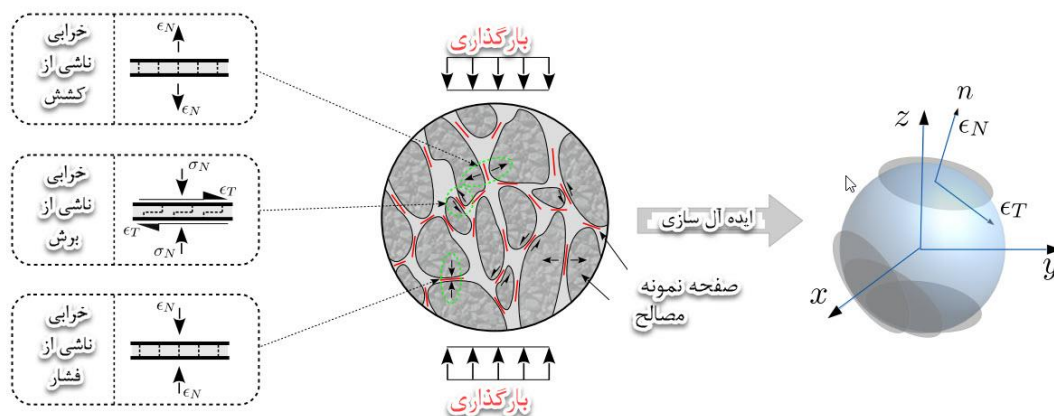 خرابی
ناشی از
کشش
ϵN
ϵN
خرابی
ناشی از
برش
σN
ϵT
ϵT
σN
خرابی
ناشی از
فشار
ϵN
ϵN
بارگذاری
بارگذاری
صفحه نمونه
مصالح
ایده آل سازی
z
n
ϵN
ϵT
y
x